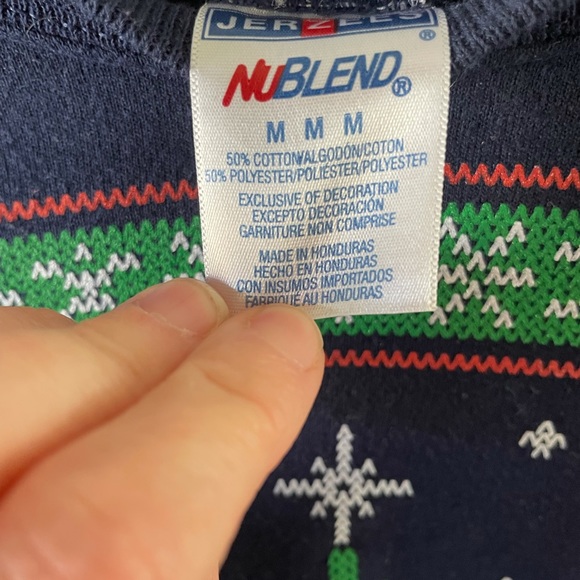 JERZEES ®
NUBLEND®
M M M
50% COTTON/ALGODÓN/COTON
50% POLYESTER/POLIÉSTER/POLYESTER
EXCLUSIVE OF DECORATION
EXCEPTO DECORACIÓN
GARNITURE NON COMPRISE
MADE IN HONDURAS
HECHO EN HONDURAS
CON INSUMOS IMPORTADOS
FABRIQUE AU HONDURAS